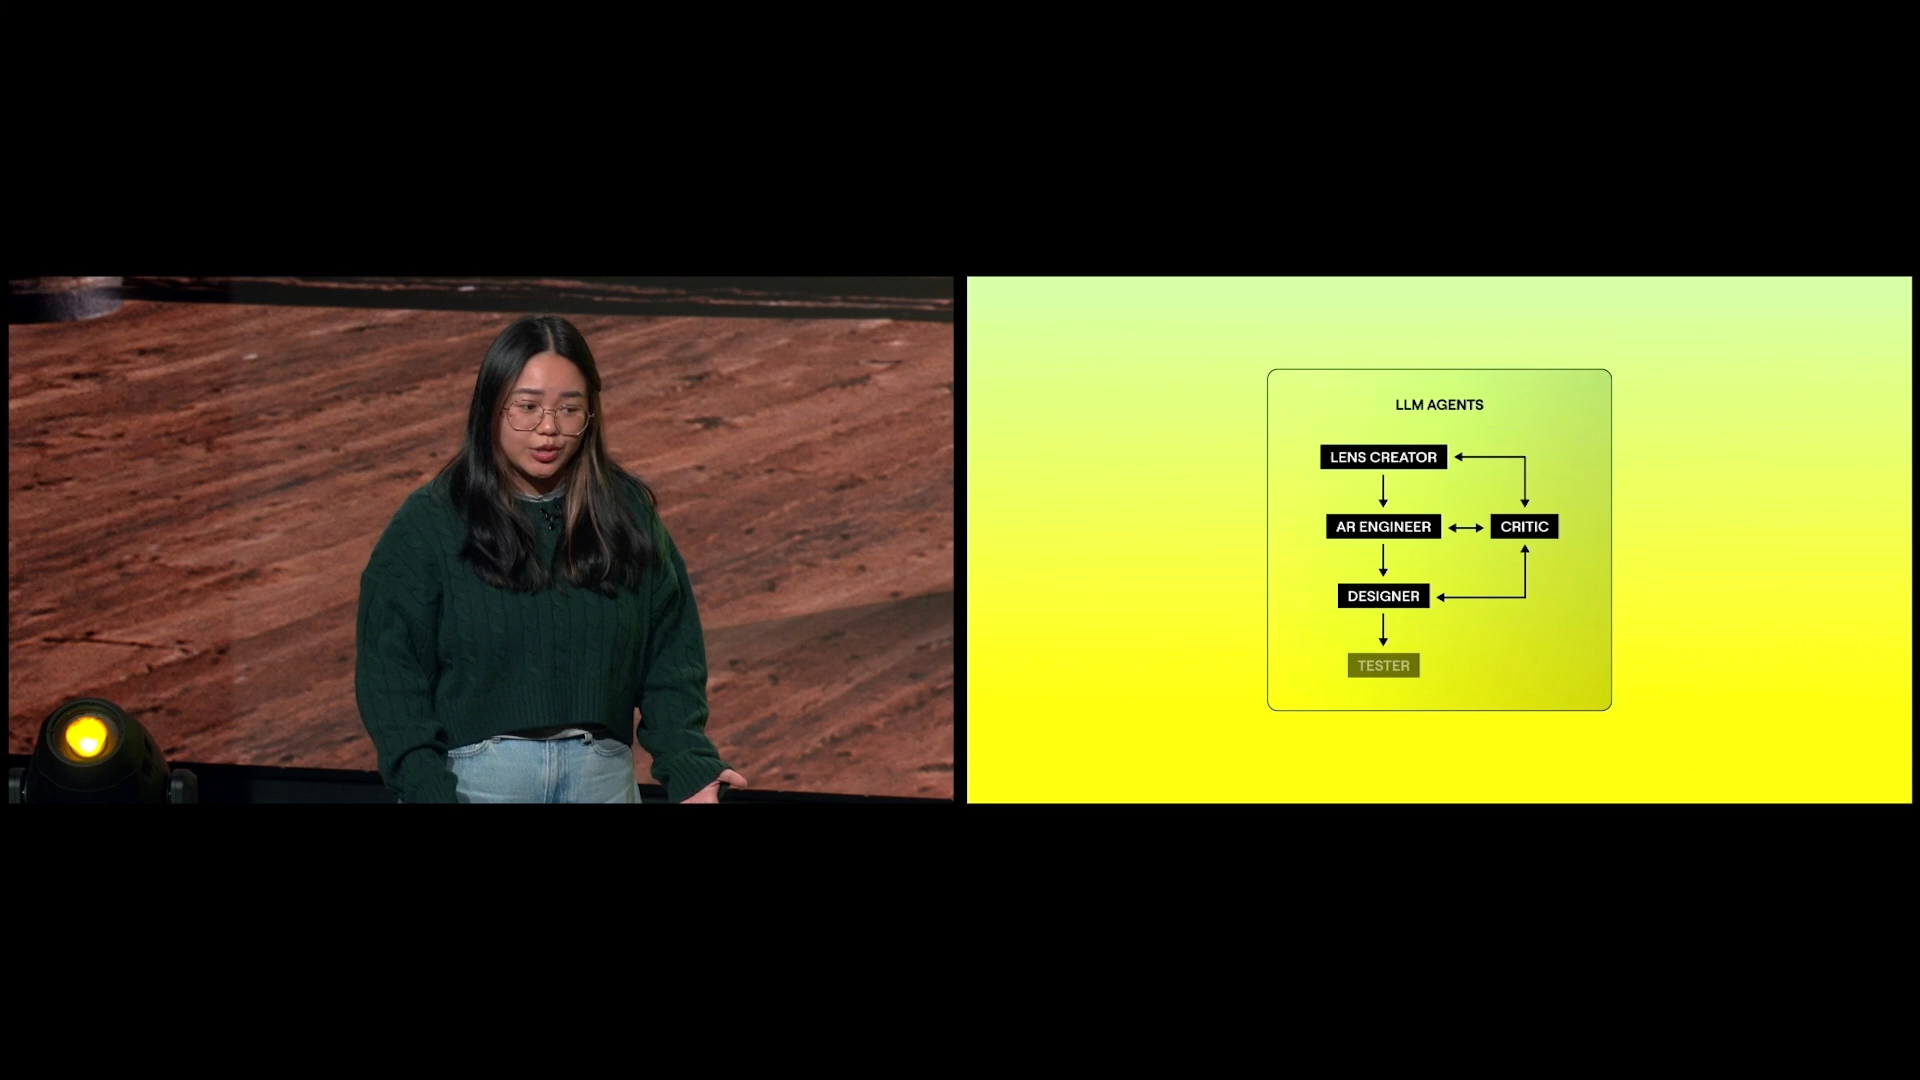 LLM AGENTS
LENS CREATOR
AR ENGINEER
CRITIC
DESIGNER
TESTER